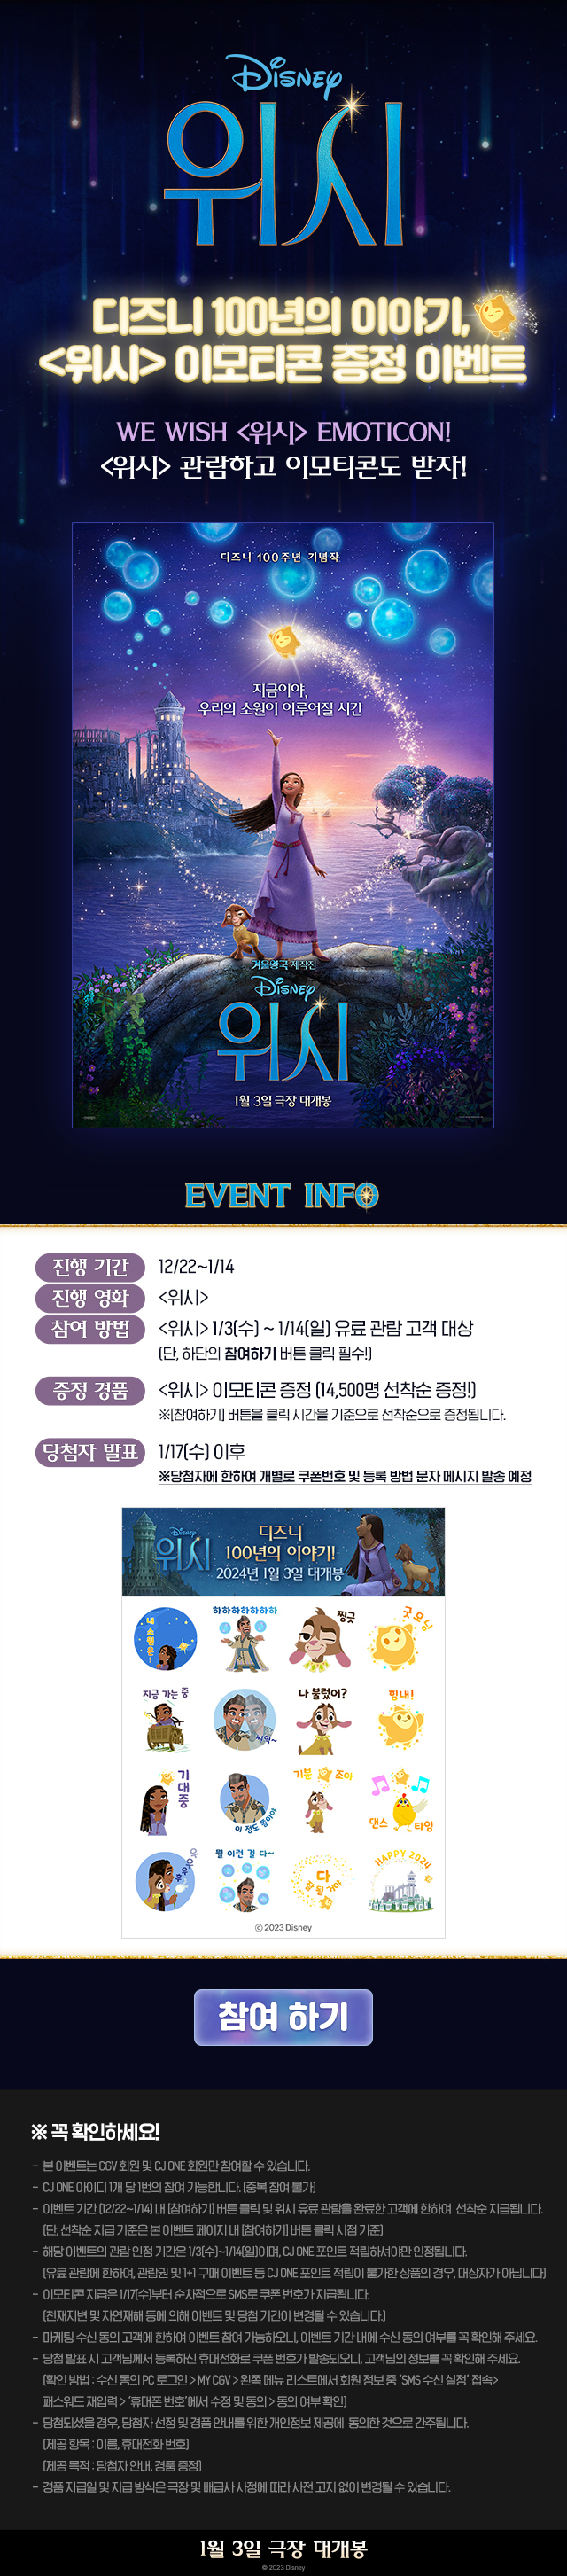 Disney
위시
디즈니 100년의 이야기,
<위시> 이모티콘 증정 이벤트
WE WISH <위시> EMOTICON!
<위시> 관람하고 이모티콘도 받자!
디즈니 100주년 기념작
지금이야,
우리의 소원이 이루어질 시간
겨울왕국 제작진
Disney
위시
1월 3일 극장 대개봉
EVENT INFO
진행 기간 12/22~1/14
진행 영화 <위시>
참여 방법 <위시> 1/3(수) ~ 1/14(일) 유료 관람 고객 대상
(단, 하단의 참여하기 버튼 클릭 필수!)
증정 경품 <위시> 이모티콘 증정 (14,500명 선착순 증정!)
※[참여하기] 버튼을 클릭 시간을 기준으로 선착순으로 증정됩니다.
당첨자 발표 1/17(수) 이후
※당첨자에 한하여 개별로 쿠폰번호 및 등록 방법 문자 메시지 발송 예정
Disney
위시
디즈니
100년의 이야기!
2024년 1월 3일 대개봉
내 소원은!
하하하하하하하
찡긋
굿모닝
지금 가는 중
씨익~
나 불렀어?
힘내!
기대중
이 정도 쯤이야
기분 조아
댄스 타임
후우우우
뭘 이런 걸 다~
다 잘 될 거야
HAPPY 2024
© 2023 Disney
참여 하기
※ 꼭 확인하세요!
- 본 이벤트는 CGV 회원 및 CJ ONE 회원만 참여할 수 있습니다.
- CJ ONE 아이디 1개 당 1번의 참여 가능합니다. (중복 참여 불가)
- 이벤트 기간 (12/22~1/14) 내 [참여하기] 버튼 클릭 및 위시 유료 관람을 완료한 고객에 한하여 선착순 지급됩니다.
(단, 선착순 지급 기준은 본 이벤트 페이지 내 [참여하기] 버튼 클릭 시점 기준)
- 해당 이벤트의 관람 인정 기간은 1/3(수)~1/14(일)이며, CJ ONE 포인트 적립하셔야만 인정됩니다.
(유료 관람에 한하여, 관람권 및 1+1 구매 이벤트 등 CJ ONE 포인트 적립이 불가한 상품의 경우, 대상자가 아닙니다)
- 이모티콘 지급은 1/17(수)부터 순차적으로 SMS로 쿠폰 번호가 지급됩니다.
(천재지변 및 자연재해 등에 의해 이벤트 및 당첨 기간이 변경될 수 있습니다.)
- 마케팅 수신 동의 고객에 한하여 이벤트 참여 가능하오니, 이벤트 기간 내에 수신 동의 여부를 꼭 확인해 주세요.
- 당첨 발표 시 고객님께서 등록하신 휴대전화로 쿠폰 번호가 발송되오니, 고객님의 정보를 꼭 확인해 주세요.
(확인 방법 : 수신 동의 PC 로그인 > MY CGV > 왼쪽 메뉴 리스트에서 회원 정보 중 'SMS 수신 설정' 접속>
패스워드 재입력 > '휴대폰 번호'에서 수정 및 동의 > 동의 여부 확인)
- 당첨되셨을 경우, 당첨자 선정 및 경품 안내를 위한 개인정보 제공에 동의한 것으로 간주됩니다.
(제공 항목 : 이름, 휴대전화 번호)
(제공 목적 : 당첨자 안내, 경품 증정)
- 경품 지급일 및 지급 방식은 극장 및 배급사 사정에 따라 사전 고지 없이 변경될 수 있습니다.
1월 3일 극장 대개봉
© 2023 Disney